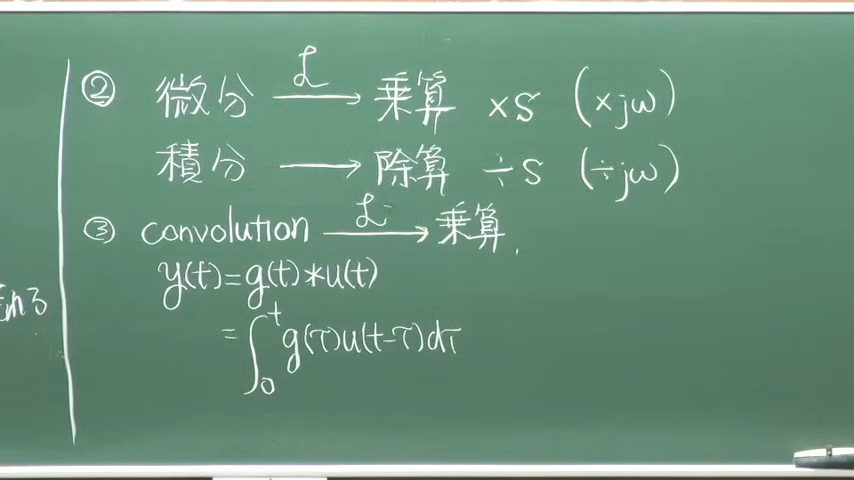 ② 微分 ℒ→ 乗算 ×s (×jω)
積分 → 除算 ÷s (÷jω)
③ convolution ℒ→ 乗算
y(t)=g(t)*u(t)
=∫₀ᵗ g(τ)u(t-τ)dτ